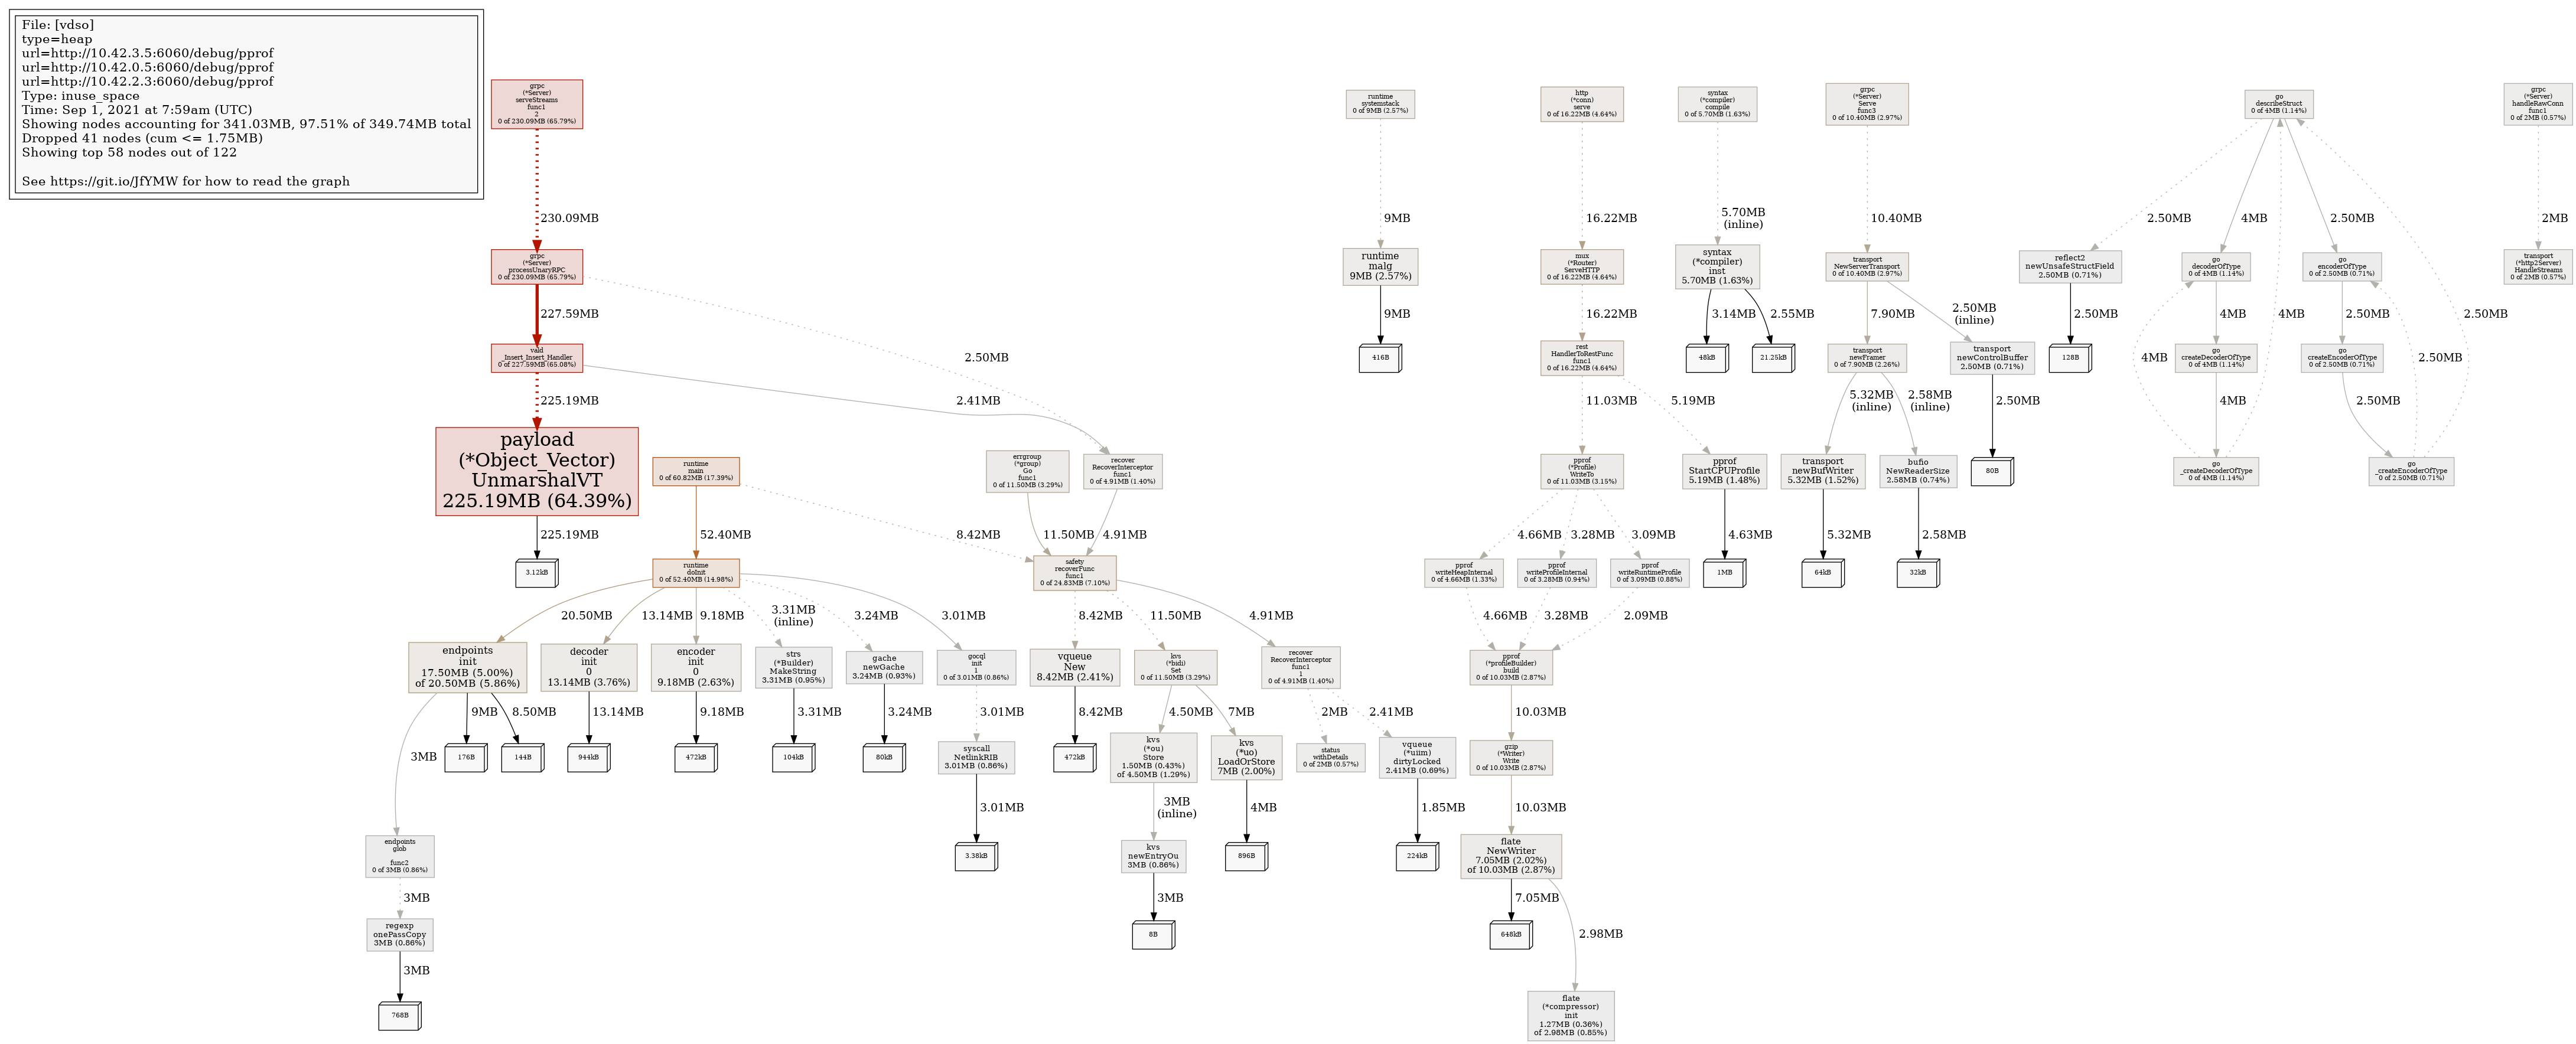 File: [vdso]
type=heap
url=http://10.42.3.5:6060/debug/pprof
url=http://10.42.0.5:6060/debug/pprof
url=http://10.42.2.3:6060/debug/pprof
Type: inuse_space
Time: Sep 1, 2021 at 7:59am (UTC)
Showing nodes accounting for 341.03MB, 97.51% of 349.74MB total
Dropped 41 nodes (cum <= 1.75MB)
Showing top 58 nodes out of 122
See https://git.io/JfYMW for how to read the graph
grpc
(*Server)
serveStreams
func1
2
0 of 230.09MB (65.79%)
230.09MB
grpc
(*Server)
processUnaryRPC
0 of 230.09MB (65.79%)
227.59MB
2.50MB
vald
_Insert_Insert_Handler
0 of 227.59MB (65.08%)
225.19MB
2.41MB
payload
(*Object_Vector)
UnmarshalVT
225.19MB (64.39%)
225.19MB
3.12kB
runtime
main
0 of 60.82MB (17.39%)
52.40MB
8.42MB
errgroup
(*group)
Go
func1
0 of 11.50MB (3.29%)
11.50MB
recover
RecoverInterceptor
func1
0 of 4.91MB (1.40%)
4.91MB
runtime
doInit
0 of 52.40MB (14.98%)
20.50MB
13.14MB
9.18MB
3.31MB
(inline)
3.24MB
3.01MB
safety
recoverFunc
func1
0 of 24.83MB (7.10%)
8.42MB
11.50MB
4.91MB
endpoints
init
17.50MB (5.00%)
of 20.50MB (5.86%)
3MB
9MB
176B
8.50MB
144B
decoder
init
0
13.14MB (3.76%)
13.14MB
944kB
encoder
init
0
9.18MB (2.63%)
9.18MB
472kB
strs
(*Builder)
MakeString
3.31MB (0.95%)
3.31MB
104kB
gache
newGache
3.24MB (0.93%)
3.24MB
80kB
gocql
init
1
0 of 3.01MB (0.86%)
3.01MB
syscall
NetlinkRIB
3.01MB (0.86%)
3.01MB
3.38kB
vqueue
New
8.42MB (2.41%)
8.42MB
472kB
kvs
(*bidi)
Set
0 of 11.50MB (3.29%)
4.50MB
7MB
kvs
(*ou)
Store
1.50MB (0.43%)
of 4.50MB (1.29%)
3MB
(inline)
kvs
newEntryOu
3MB (0.86%)
3MB
8B
kvs
(*uo)
LoadOrStore
7MB (2.00%)
4MB
896B
recover
RecoverInterceptor
func1
1
0 of 4.91MB (1.40%)
2MB
2.41MB
status
withDetails
0 of 2MB (0.57%)
vqueue
(*uiim)
dirtyLocked
2.41MB (0.69%)
1.85MB
224kB
endpoints
glob
func2
0 of 3MB (0.86%)
3MB
regexp
onePassCopy
3MB (0.86%)
3MB
768B
runtime
systemstack
0 of 9MB (2.57%)
9MB
runtime
malg
9MB (2.57%)
9MB
416B
http
(*conn)
serve
0 of 16.22MB (4.64%)
16.22MB
mux
(*Router)
ServeHTTP
0 of 16.22MB (4.64%)
16.22MB
rest
HandlerToRestFunc
func1
0 of 16.22MB (4.64%)
11.03MB
5.19MB
pprof
(*Profile)
WriteTo
0 of 11.03MB (3.15%)
4.66MB
3.28MB
3.09MB
pprof
StartCPUProfile
5.19MB (1.48%)
4.63MB
1MB
pprof
writeHeapInternal
0 of 4.66MB (1.33%)
4.66MB
pprof
writeProfileInternal
0 of 3.28MB (0.94%)
3.28MB
pprof
writeRuntimeProfile
0 of 3.09MB (0.88%)
2.09MB
pprof
(*profileBuilder)
build
0 of 10.03MB (2.87%)
10.03MB
gzip
(*Writer)
Write
0 of 10.03MB (2.87%)
10.03MB
flate
NewWriter
7.05MB (2.02%)
of 10.03MB (2.87%)
7.05MB
648kB
2.98MB
flate
(*compressor)
init
1.27MB (0.36%)
of 2.98MB (0.85%)
syntax
(*compiler)
compile
0 of 5.70MB (1.63%)
5.70MB
(inline)
syntax
(*compiler)
inst
5.70MB (1.63%)
3.14MB
48kB
2.55MB
21.25kB
grpc
(*Server)
Serve
func3
0 of 10.40MB (2.97%)
10.40MB
transport
NewServerTransport
0 of 10.40MB (2.97%)
7.90MB
2.50MB
(inline)
transport
newFramer
0 of 7.90MB (2.26%)
5.32MB
(inline)
2.58MB
(inline)
transport
newControlBuffer
2.50MB (0.71%)
2.50MB
80B
transport
newBufWriter
5.32MB (1.52%)
5.32MB
64kB
bufio
NewReaderSize
2.58MB (0.74%)
2.58MB
32kB
go
describeStruct
0 of 4MB (1.14%)
2.50MB
4MB
2.50MB
reflect2
newUnsafeStructField
2.50MB (0.71%)
2.50MB
128B
go
decoderOfType
0 of 4MB (1.14%)
4MB
go
createDecoderOfType
0 of 4MB (1.14%)
4MB
go
_createDecoderOfType
0 of 4MB (1.14%)
4MB
4MB
go
encoderOfType
0 of 2.50MB (0.71%)
2.50MB
go
createEncoderOfType
0 of 2.50MB (0.71%)
2.50MB
go
_createEncoderOfType
0 of 2.50MB (0.71%)
2.50MB
2.50MB
grpc
(*Server)
handleRawConn
func1
0 of 2MB (0.57%)
2MB
transport
(*http2Server)
HandleStreams
0 of 2MB (0.57%)